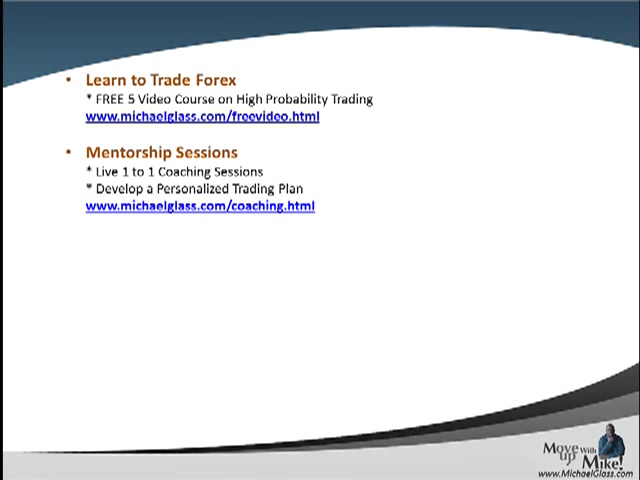 • Learn to Trade Forex
* FREE 5 Video Course on High Probability Trading
www.michaelglass.com/freevideo.html
• Mentorship Sessions
* Live 1 to 1 Coaching Sessions
* Develop a Personalized Trading Plan
www.michaelglass.com/coaching.html
Move up With Mike!
www.MichaelGlass.com